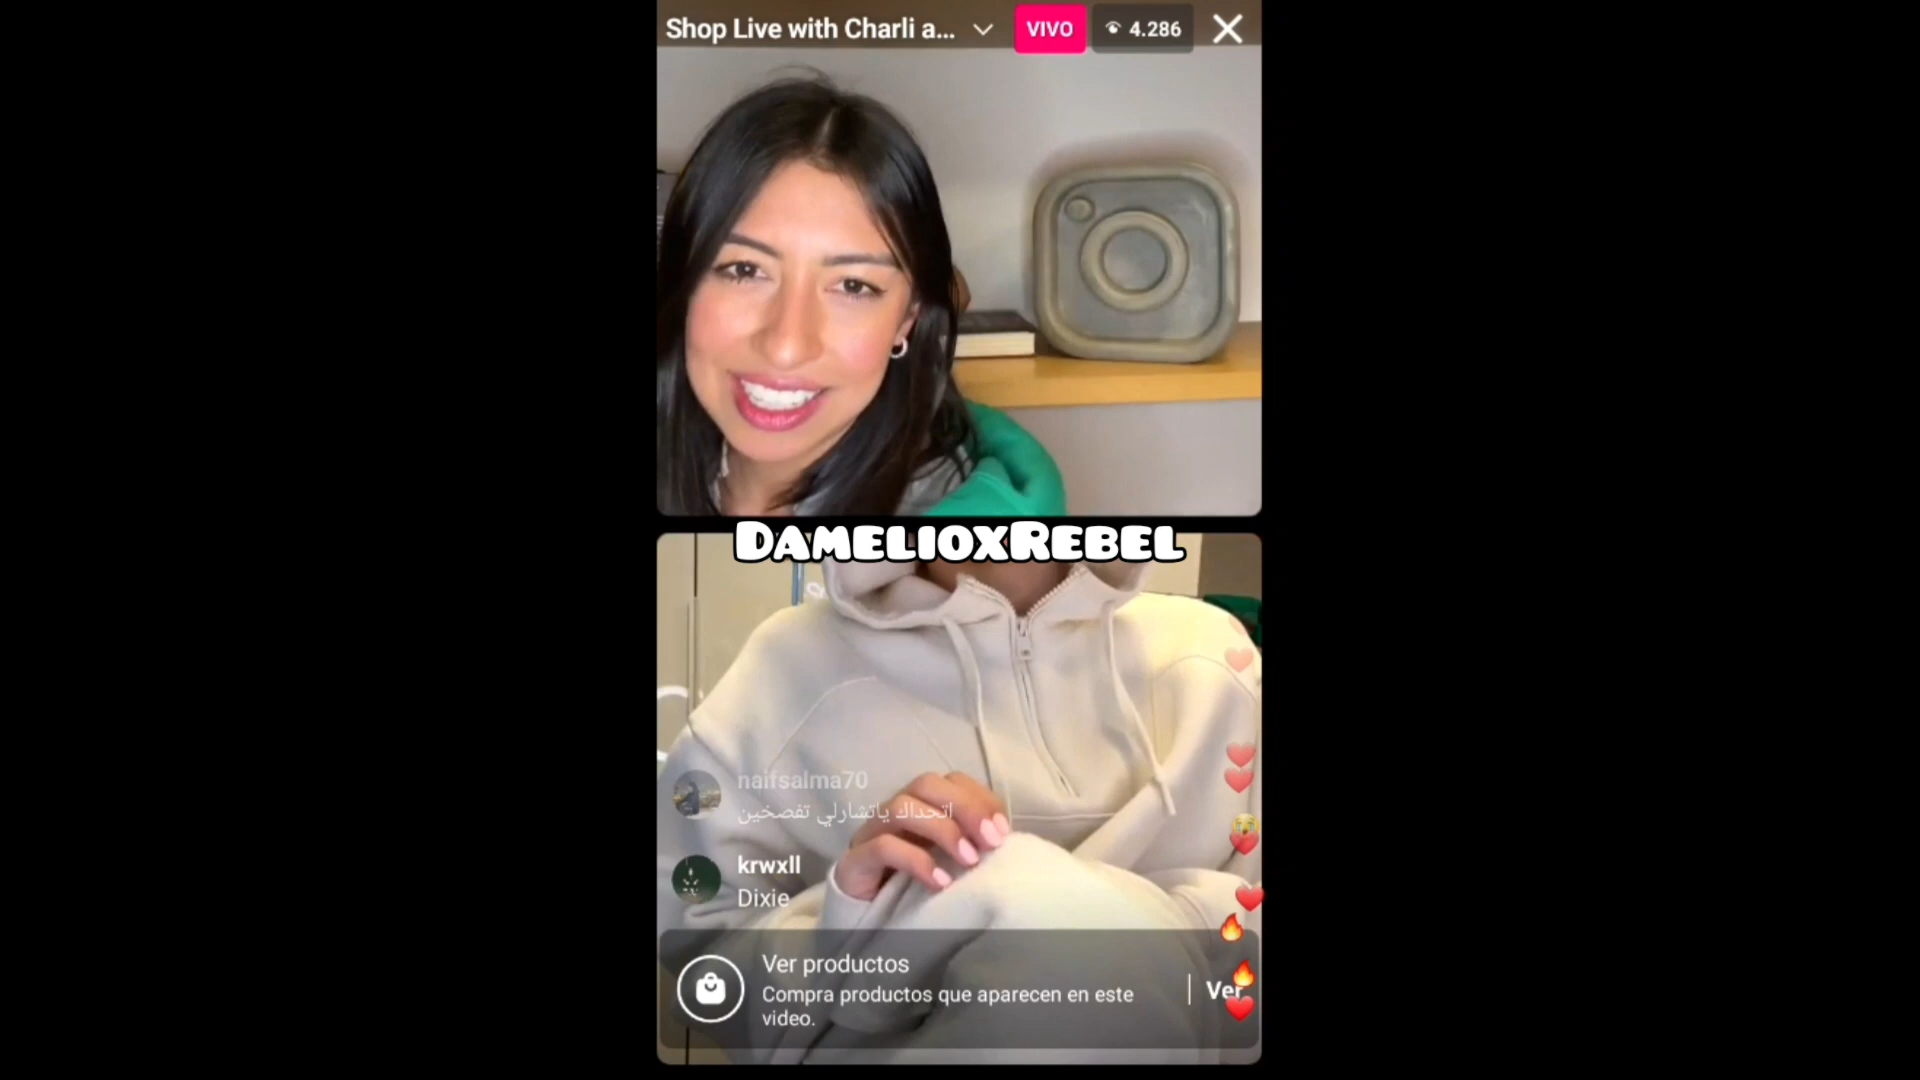 Shop Live with Charli a...
VIVO
4.286
DamelioxRebel
naifsalma70
اتحداك ياتشارلي تفصخين
krwxll
Dixie
Ver productos
Compra productos que aparecen en este
video.
Ver